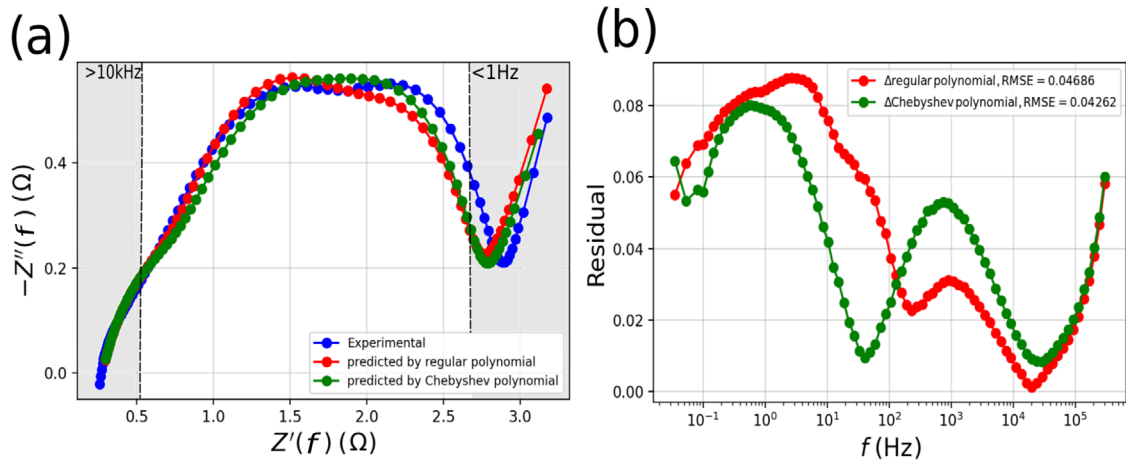 (a)
>10kHz
<1Hz
−Z''(f) (Ω)
0.4
0.2
0.0
Experimental
predicted by regular polynomial
predicted by Chebyshev polynomial
0.5 1.0 1.5 2.0 2.5 3.0
Z'(f) (Ω)
(b)
Δregular polynomial, RMSE = 0.04686
ΔChebyshev polynomial, RMSE = 0.04262
Residual
0.08
0.06
0.04
0.02
0.00
10⁻¹ 10⁰ 10¹ 10² 10³ 10⁴ 10⁵
f (Hz)